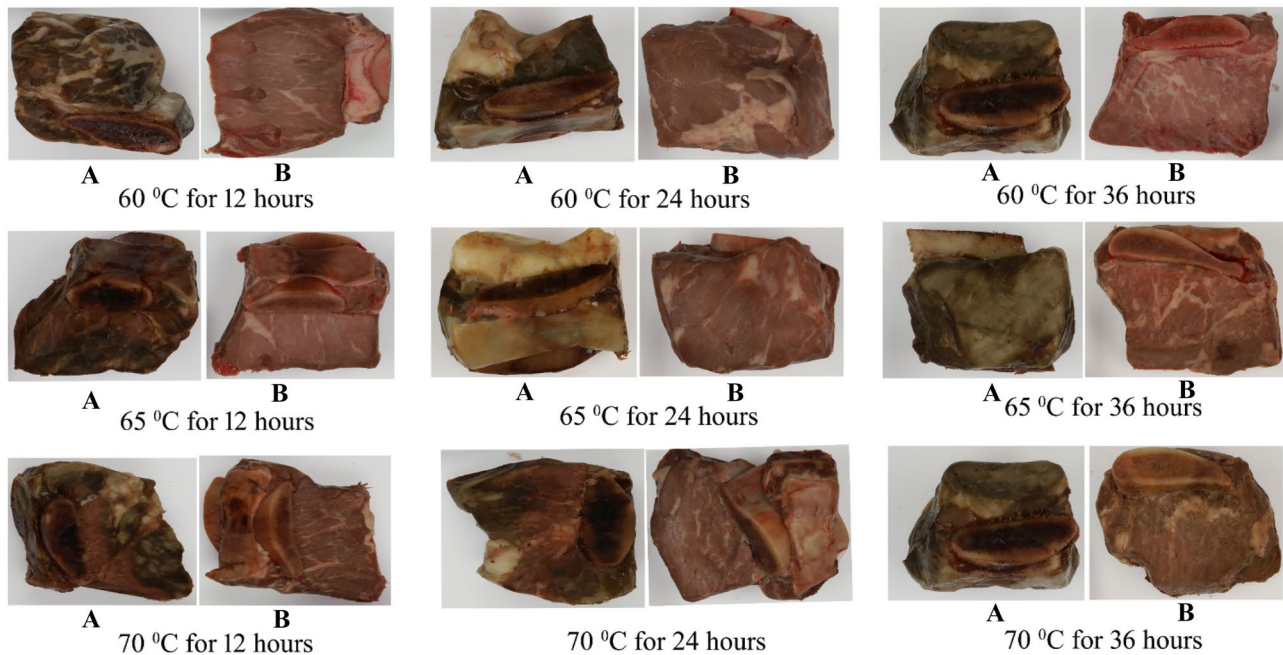 A B A B A B
60 ⁰C for 12 hours 60 ⁰C for 24 hours 60 ⁰C for 36 hours
A B A B A B
65 ⁰C for 12 hours 65 ⁰C for 24 hours 65 ⁰C for 36 hours
A B A B
70 ⁰C for 12 hours 70 ⁰C for 24 hours 70 ⁰C for 36 hours